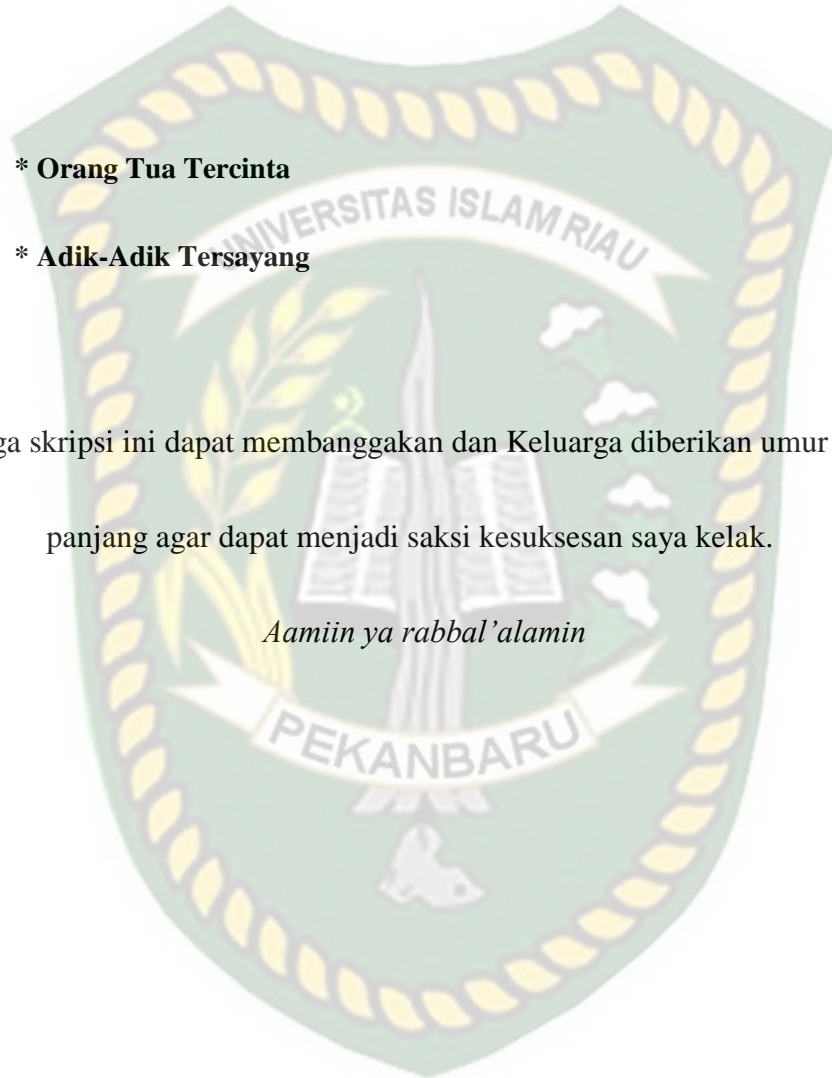 * Orang Tua Tercinta
UNIVERSITAS ISLAM RIAU
* Adik-Adik Tersayang
ga skripsi ini dapat membanggakan dan Keluarga diberikan umur
panjang agar dapat menjadi saksi kesuksesan saya kelak.
Aamiin ya rabbal’alamin
PEKANBARU